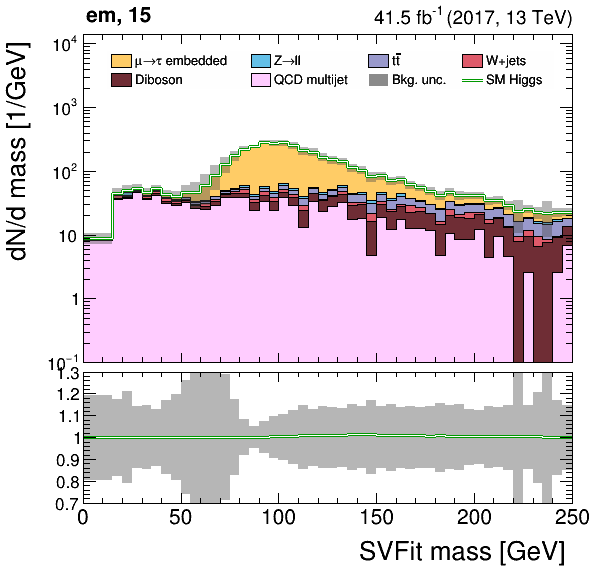 em, 15
41.5 fb⁻¹ (2017, 13 TeV)
μ→τ embedded
Z→ll
tt̄
W+jets
Diboson
QCD multijet
Bkg. unc.
SM Higgs
dN/d mass [1/GeV]
10⁴
10³
10²
10
1
10⁻¹
1.3
1.2
1.1
1
0.9
0.8
0.7
0 50 100 150 200 250
SVFit mass [GeV]